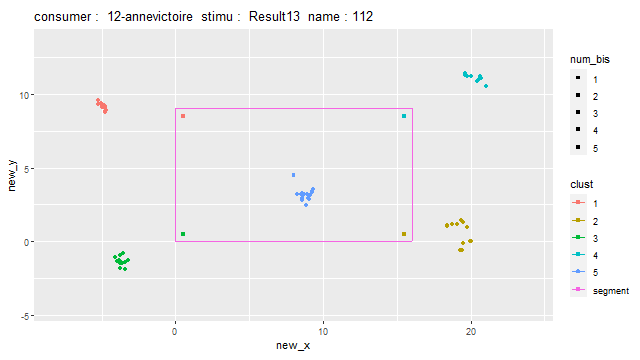 consumer : 12-annevictoire stimu : Result13 name : 112
new_y
10
5
0
-5
0
10
20
new_x
num_bis
1
2
3
4
5
clust
1
2
3
4
5
segment